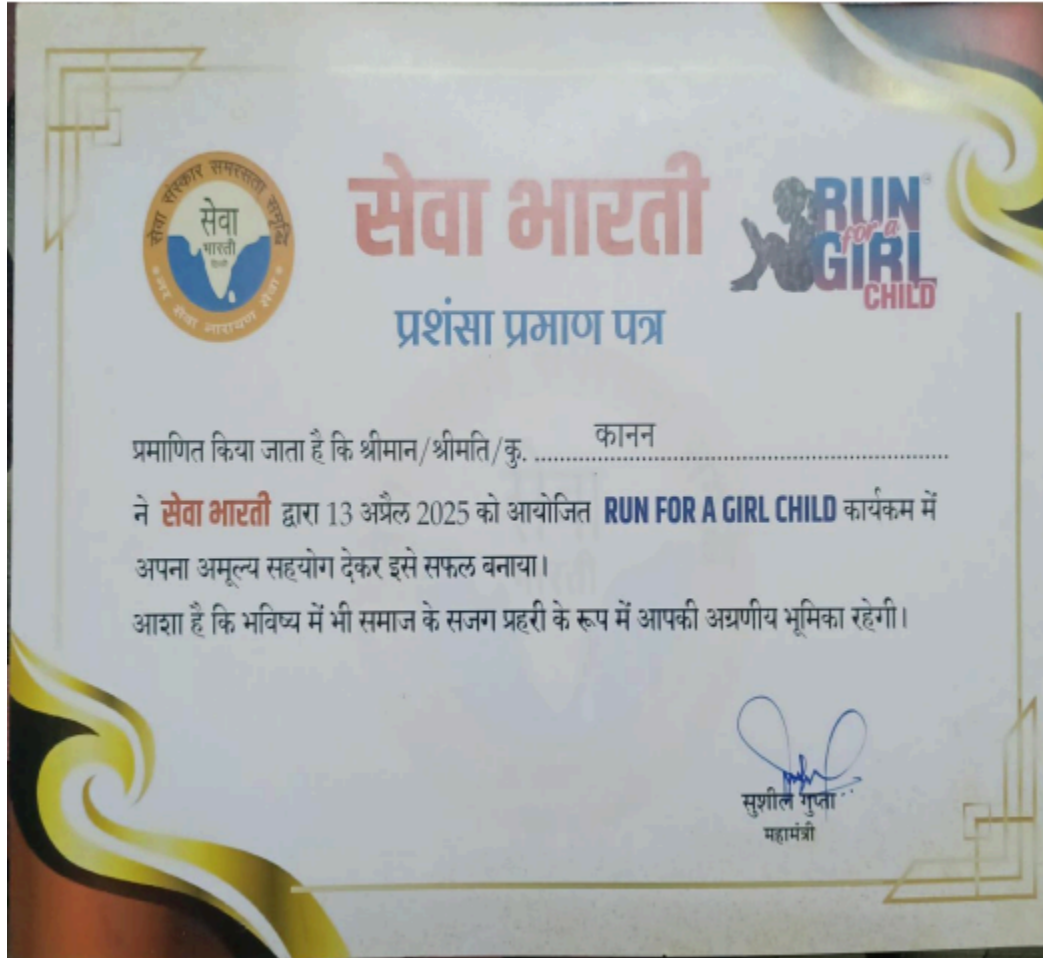 सेवा संस्कार समरसता समृद्धि
सेवा
भारती
दिल्ली
नर सेवा नारायण सेवा
सेवा भारती
RUN
for a
GIRL
CHILD
प्रशंसा प्रमाण पत्र
प्रमाणित किया जाता है कि श्रीमान/श्रीमति/कु. कानन
ने सेवा भारती द्वारा 13 अप्रैल 2025 को आयोजित RUN FOR A GIRL CHILD कार्यकम में
अपना अमूल्य सहयोग देकर इसे सफल बनाया।
आशा है कि भविष्य में भी समाज के सजग प्रहरी के रूप में आपकी अग्रणीय भूमिका रहेगी।
सुशील गुप्ता
महामंत्री